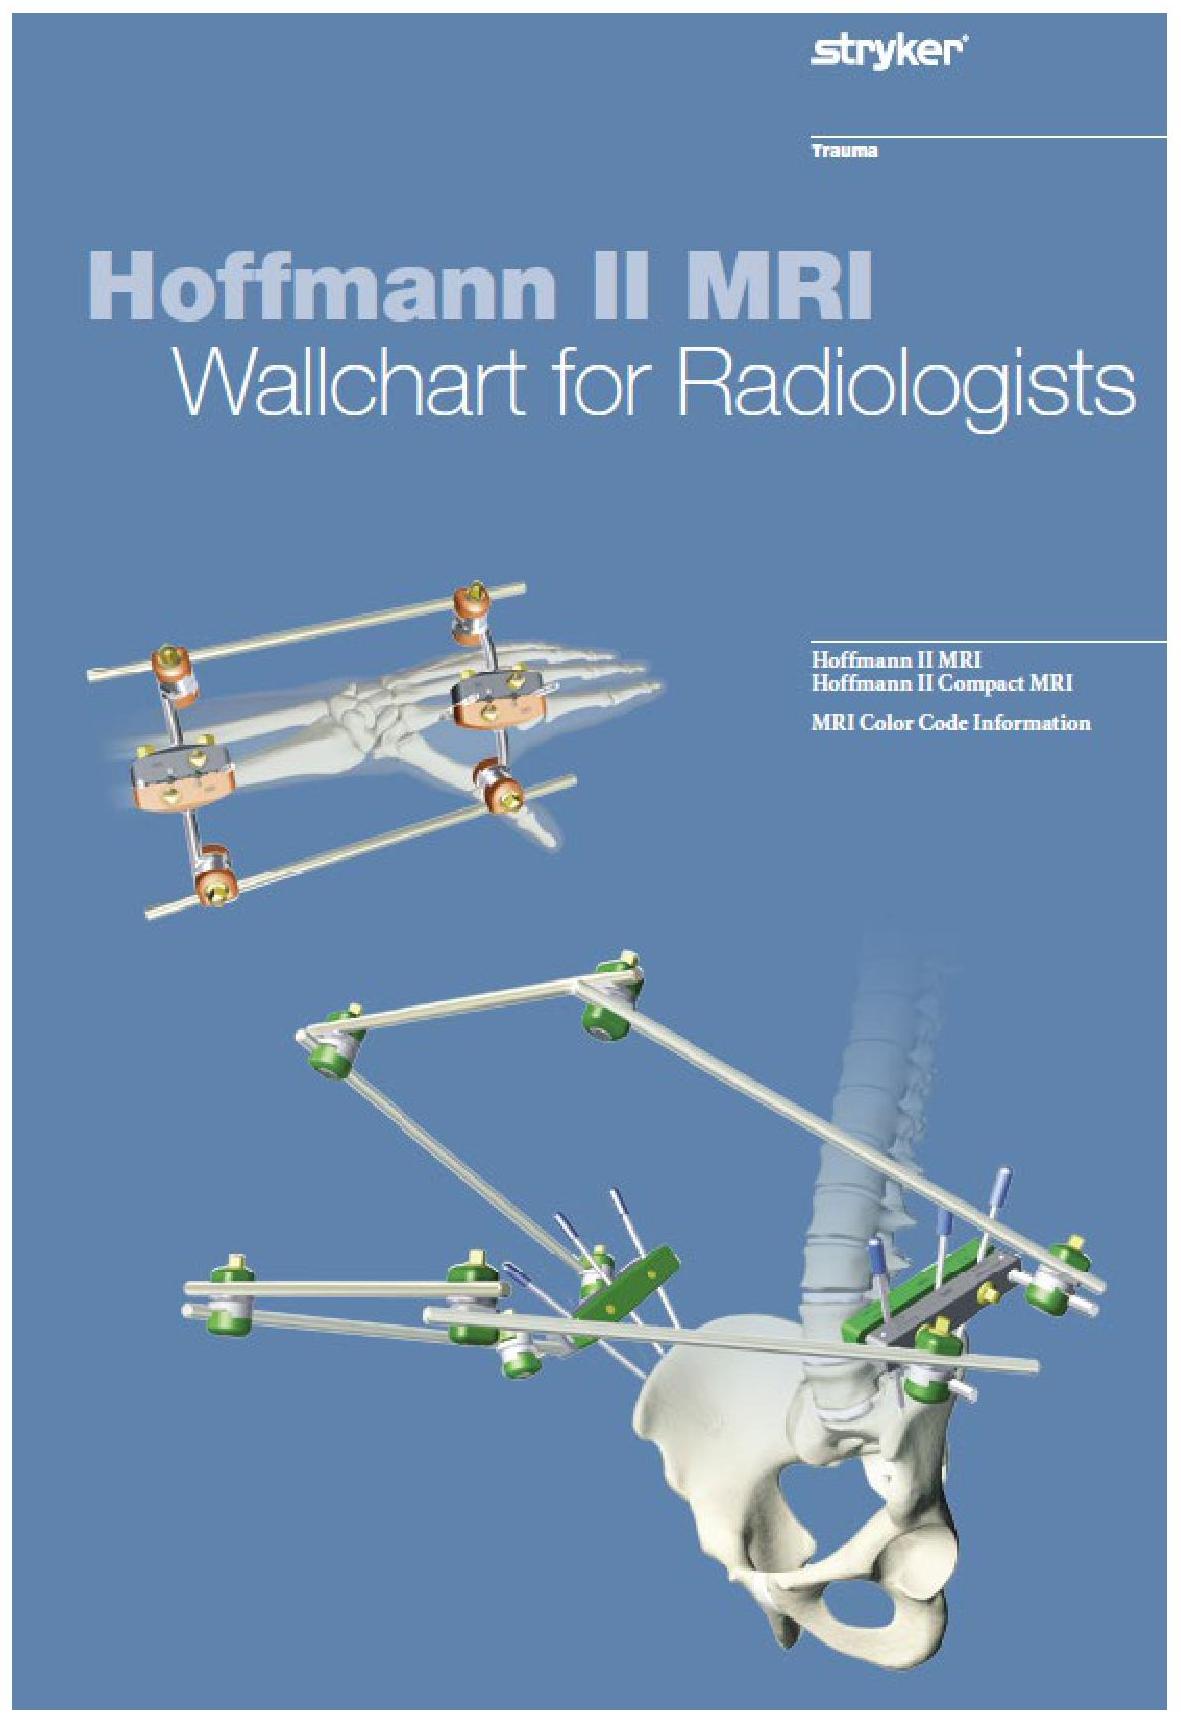 stryker®
Trauma
Hoffmann II MRI
Wallchart for Radiologists
Hoffmann II MRI
Hoffmann II Compact MRI
MRI Color Code Information